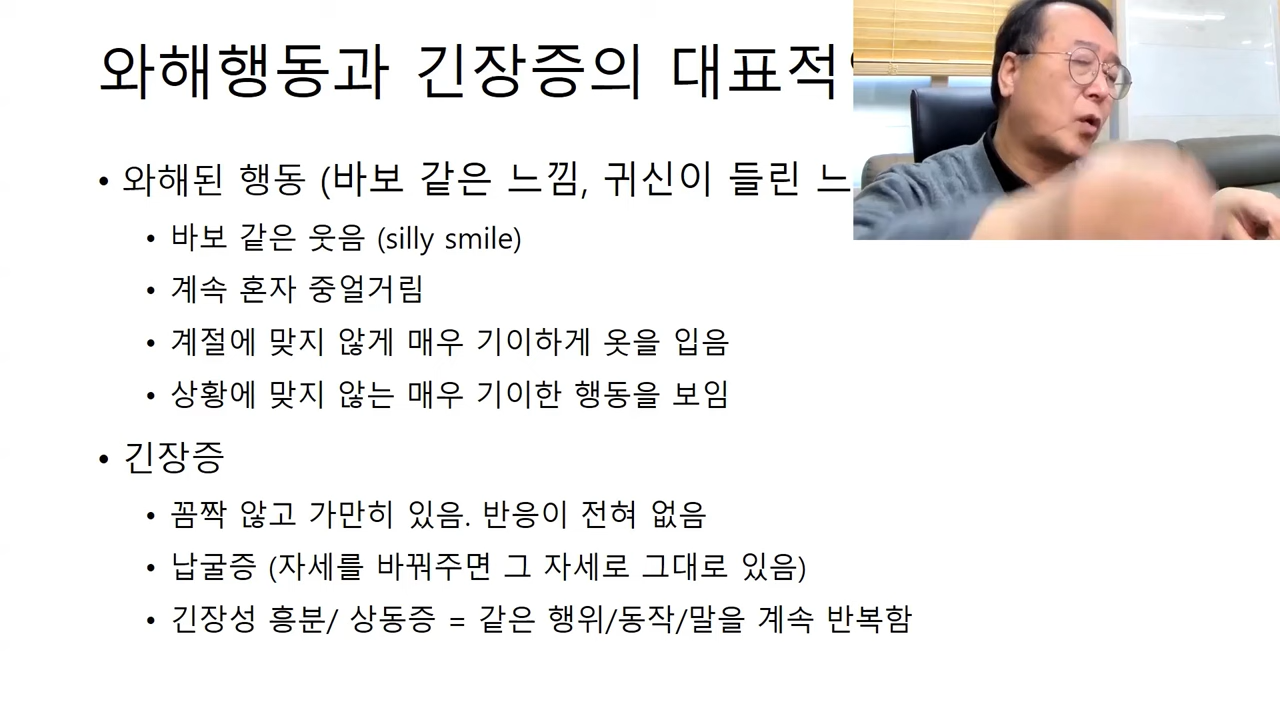 와해행동과 긴장증의 대표적
• 와해된 행동 (바보 같은 느낌, 귀신이 들린 느
• 바보 같은 웃음 (silly smile)
• 계속 혼자 중얼거림
• 계절에 맞지 않게 매우 기이하게 옷을 입음
• 상황에 맞지 않는 매우 기이한 행동을 보임
• 긴장증
• 꼼짝 않고 가만히 있음. 반응이 전혀 없음
• 납굴증 (자세를 바꿔주면 그 자세로 그대로 있음)
• 긴장성 흥분/ 상동증 = 같은 행위/동작/말을 계속 반복함